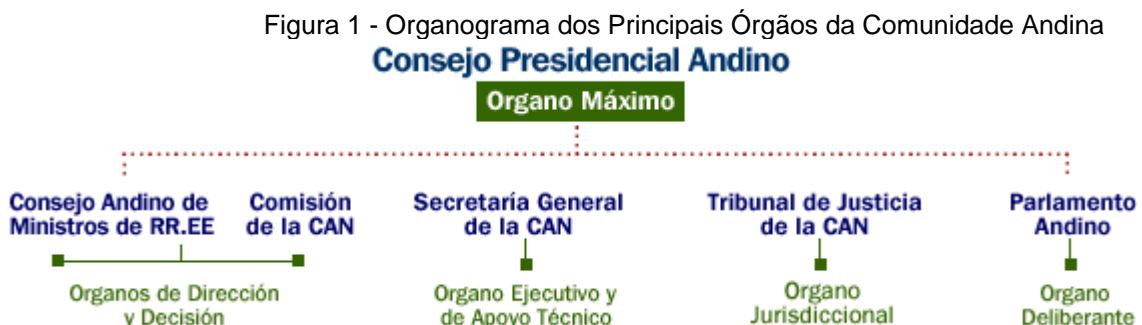 Figura 1 - Organograma dos Principais Órgãos da Comunidade Andina
Consejo Presidencial Andino
Organo Máximo
Consejo Andino de
Ministros de RR.EE
Comisión
de la CAN
Secretaría General
de la CAN
Tribunal de Justicia
de la CAN
Parlamento
Andino
Organos de Dirección
y Decisión
Organo Ejecutivo y
de Apoyo Técnico
Organo
Jurisdiccional
Organo
Deliberante